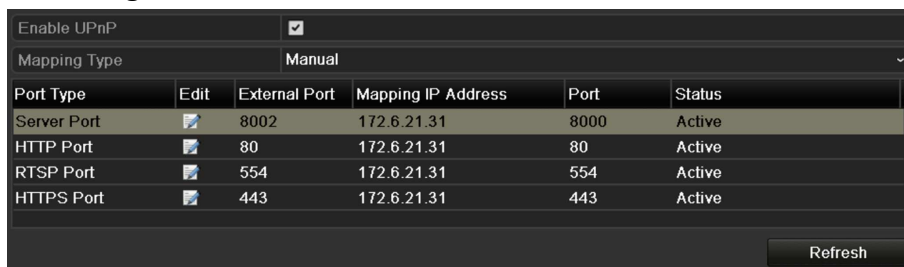 Enable UPnP
Mapping Type Manual
Port Type Edit External Port Mapping IP Address Port Status
Server Port 8002 172.6.21.31 8000 Active
HTTP Port 80 172.6.21.31 80 Active
RTSP Port 554 172.6.21.31 554 Active
HTTPS Port 443 172.6.21.31 443 Active
Refresh